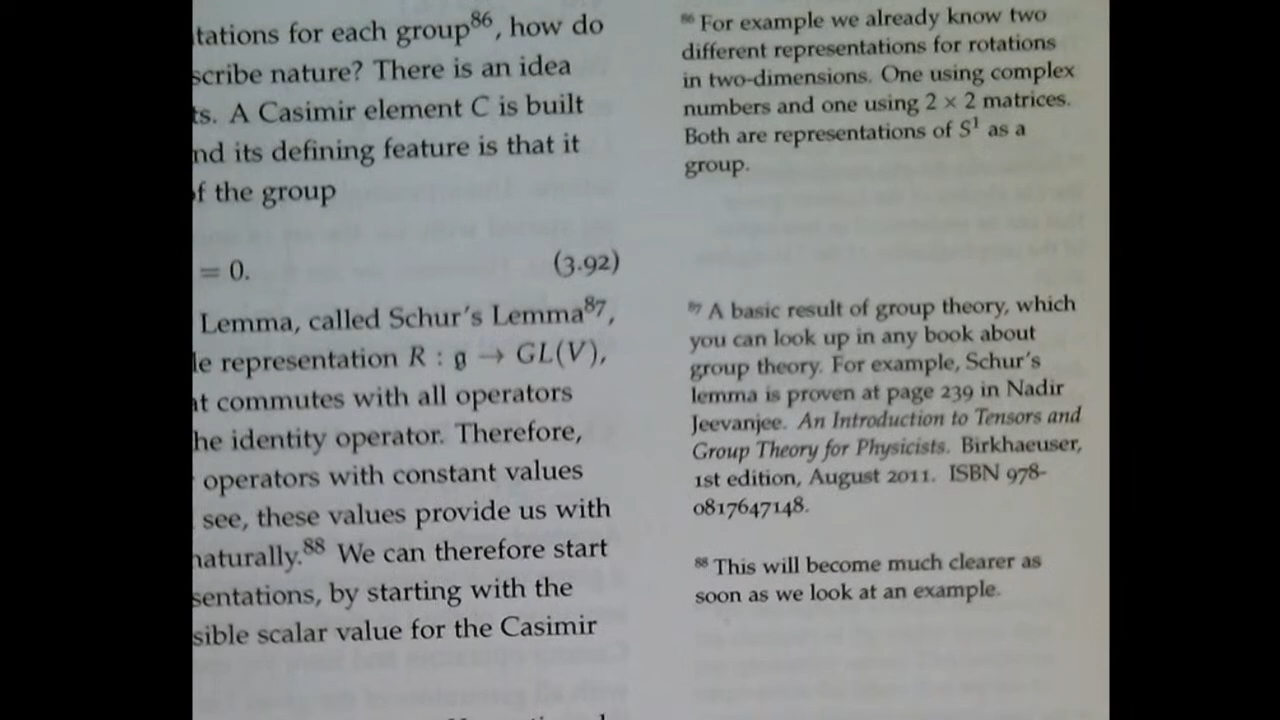 tations for each group86, how do
scribe nature? There is an idea
ts. A Casimir element C is built
nd its defining feature is that it
of the group
= 0. (3.92)
Lemma, called Schur's Lemma87,
le representation R : g → GL(V),
at commutes with all operators
he identity operator. Therefore,
operators with constant values
see, these values provide us with
naturally.88 We can therefore start
sentations, by starting with the
sible scalar value for the Casimir
86 For example we already know two
different representations for rotations
in two-dimensions. One using complex
numbers and one using 2 × 2 matrices.
Both are representations of S1 as a
group.
87 A basic result of group theory, which
you can look up in any book about
group theory. For example, Schur's
lemma is proven at page 239 in Nadir
Jeevanjee. An Introduction to Tensors and
Group Theory for Physicists. Birkhaeuser,
1st edition, August 2011. ISBN 978-
0817647148.
88 This will become much clearer as
soon as we look at an example.